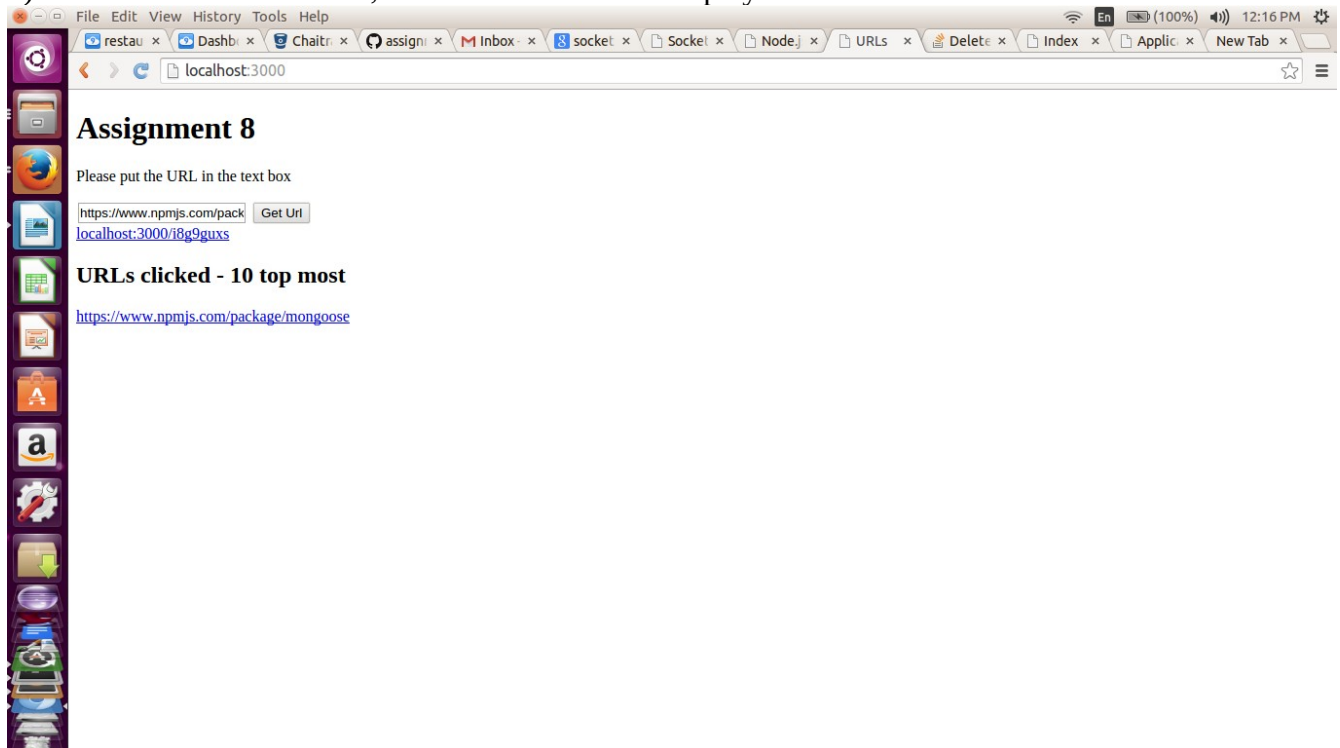 File Edit View History Tools Help En (100%) 12:16 PM
restau Dashb Chaitr assign Inbox - socket Socket Node.j URLs Delete Index Applic New Tab
localhost:3000
Assignment 8
Please put the URL in the text box
https://www.npmjs.com/pack Get Url
localhost:3000/i8g9guxs
URLs clicked - 10 top most
https://www.npmjs.com/package/mongoose